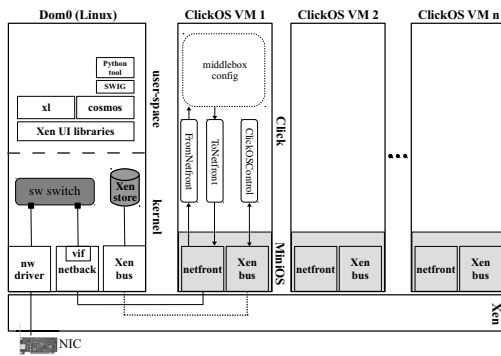 Dom0 (Linux)
ClickOS VM 1
ClickOS VM 2
ClickOS VM n
Python
tool
SWIG
xl
cosmos
Xen UI libraries
user-space
sw switch
Xen
store
kernel
nw
driver
vif
netback
Xen
bus
middlebox
config
FromNetfront
ToNetfront
ClickOSControl
Click
netfront
Xen
bus
MiniOS
netfront
Xen
bus
...
netfront
Xen
bus
Xen
NIC